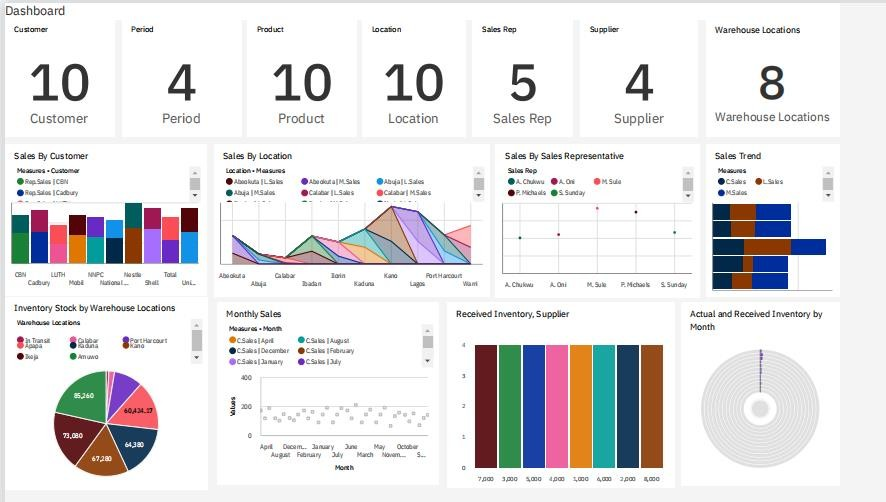 Dashboard
Customer
10
Customer
Period
4
Period
Product
10
Product
Location
10
Location
Sales Rep
5
Sales Rep
Supplier
4
Supplier
Warehouse Locations
8
Warehouse Locations
Sales By Customer
Measures • Customer
Rep.Sales | CBN
Rep.Sales | Cadbury
CBN LUTH NNPC Nestle Total
Cadbury Mobil National ... Shell Uni...
Sales By Location
Location • Measures
Abeokuta | L.Sales Abeokuta | M.Sales Abuja | L.Sales
Abuja | M.Sales Calabar | L.Sales Calabar | M.Sales
Abeokuta Calabar Ilorin Kano Port Harcourt
Abuja Ibadan Kaduna Lagos Warri
Sales By Sales Representative
Sales Rep
A. Chukwu A. Oni M. Sule
P. Michaels S. Sunday
A. Chukwu A. Oni M. Sule P. Michaels S. Sunday
Sales Trend
Measures
C.Sales L.Sales
M.Sales
Inventory Stock by Warehouse Locations
Warehouse Locations
In Transit Calabar Port Harcourt
Apapa Kaduna Kano
Ikeja Amuwo
85,260
60,434.17
73,080
64,380
67,280
Monthly Sales
Measures • Month
C.Sales | April C.Sales | August
C.Sales | December C.Sales | February
C.Sales | January C.Sales | July
Values
400
200
0
April Decem... January June May October
August February July March Novem... S...
Month
Received Inventory, Supplier
4
3
2
1
0
7,000 3,000 5,000 4,000 4,000 2,000 8,000
Actual and Received Inventory by
Month